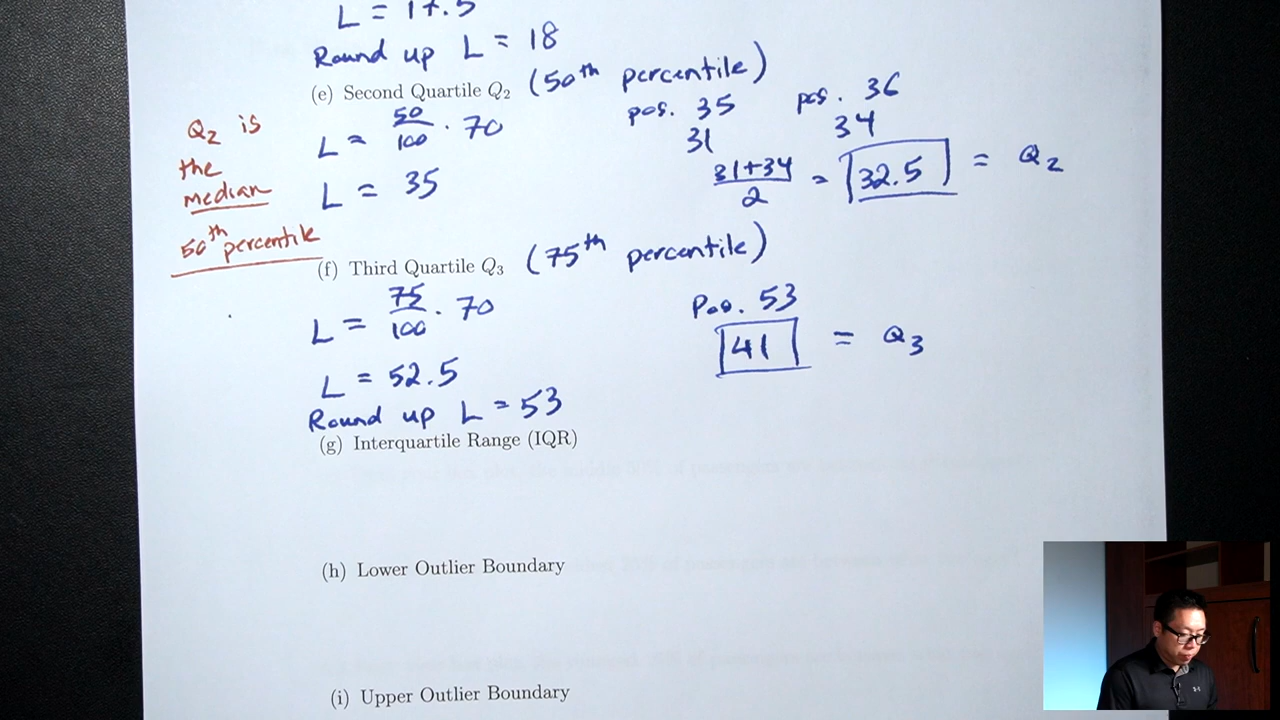 L = 17.5
Round up L = 18
(e) Second Quartile Q₂ (50th percentile)
Q₂ is
the
median
50th percentile
L = 50/100 · 70
L = 35
pos. 35 pos. 36
31 34
31+34/2 = 32.5 = Q₂
(f) Third Quartile Q₃ (75th percentile)
L = 75/100 · 70
L = 52.5
Round up L = 53
Pos. 53
41 = Q₃
(g) Interquartile Range (IQR)
(h) Lower Outlier Boundary
(i) Upper Outlier Boundary